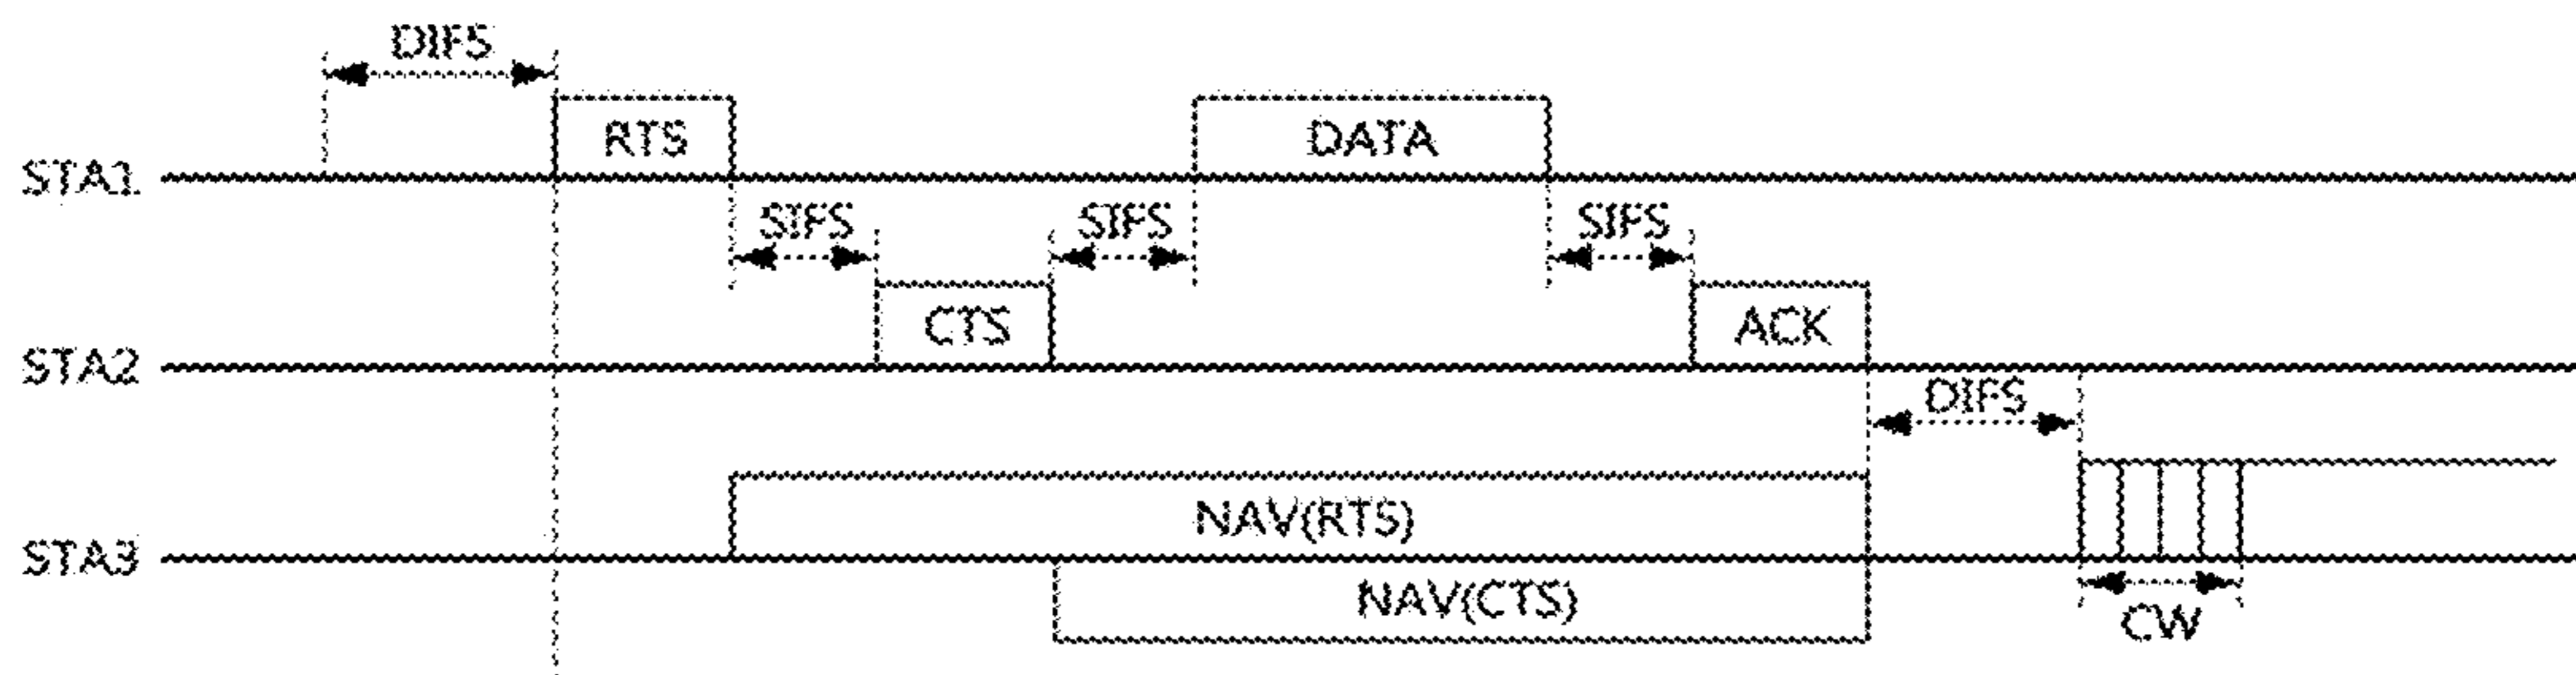 DIFS
RTS
DATA
STA1
SIFS SIFS SIFS
CTS
ACK
STA2
DIFS
NAV(RTS)
STA3
NAV(CTS)
CW